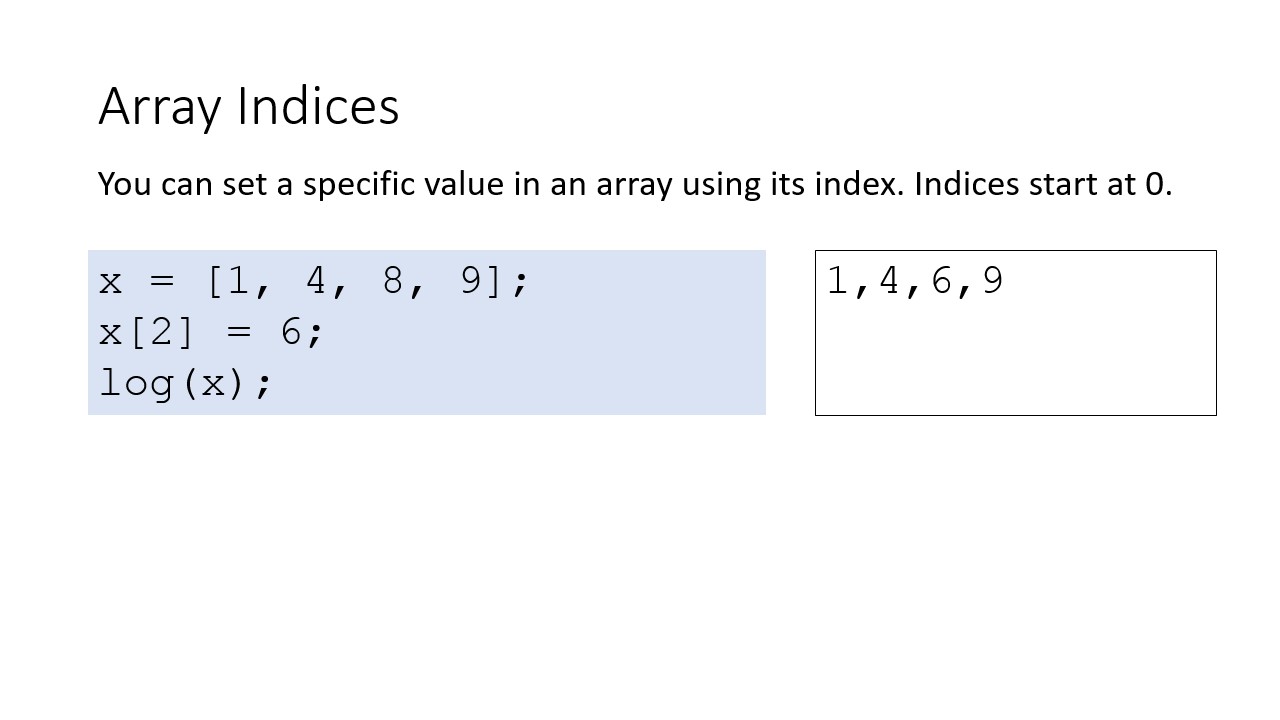 Array Indices
You can set a specific value in an array using its index. Indices start at 0.
x = [1, 4, 8, 9];
x[2] = 6;
log(x);
1,4,6,9